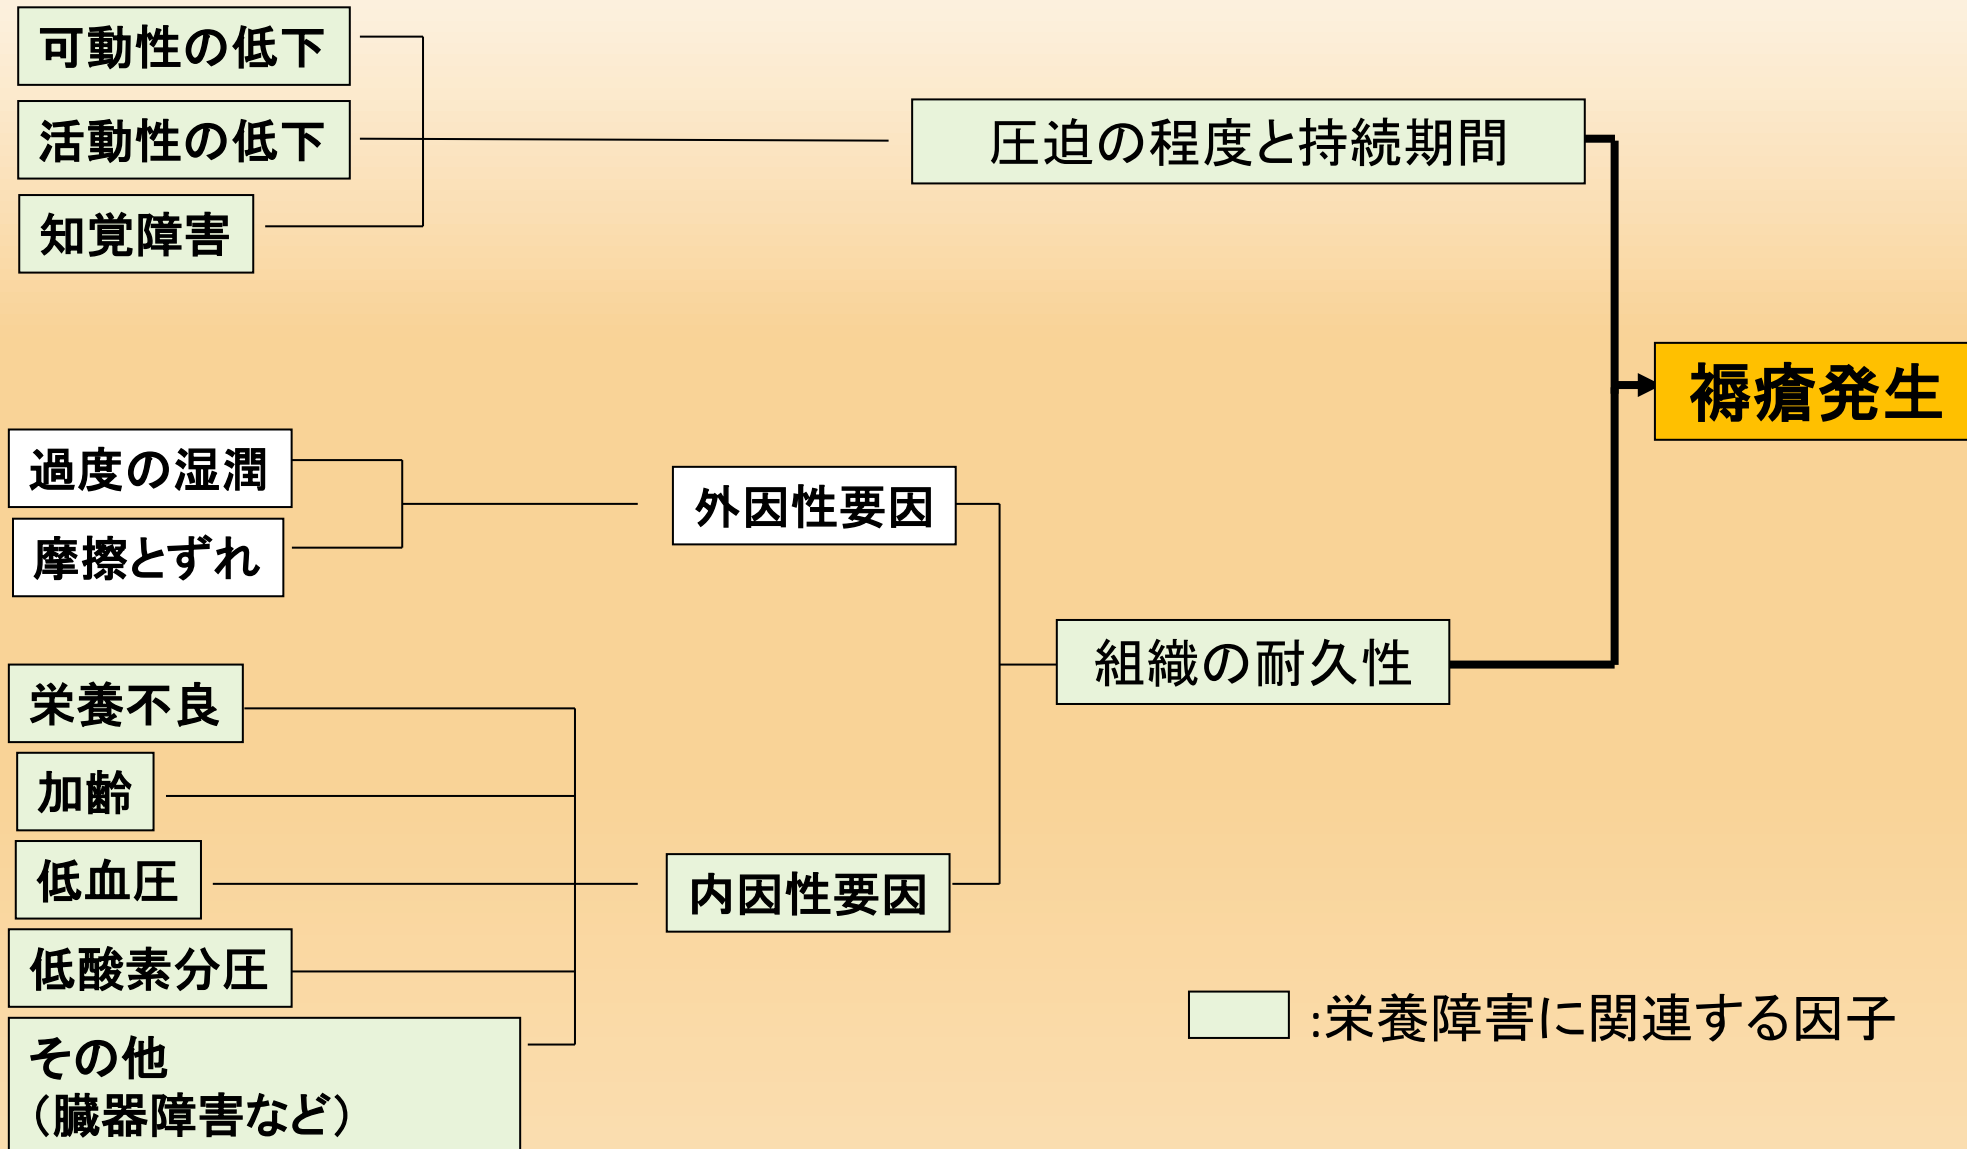 可動性の低下
活動性の低下
知覚障害
圧迫の程度と持続期間
褥瘡発生
過度の湿潤
摩擦とずれ
外因性要因
組織の耐久性
栄養不良
加齢
低血圧
低酸素分圧
その他
（臓器障害など）
内因性要因
:栄養障害に関連する因子